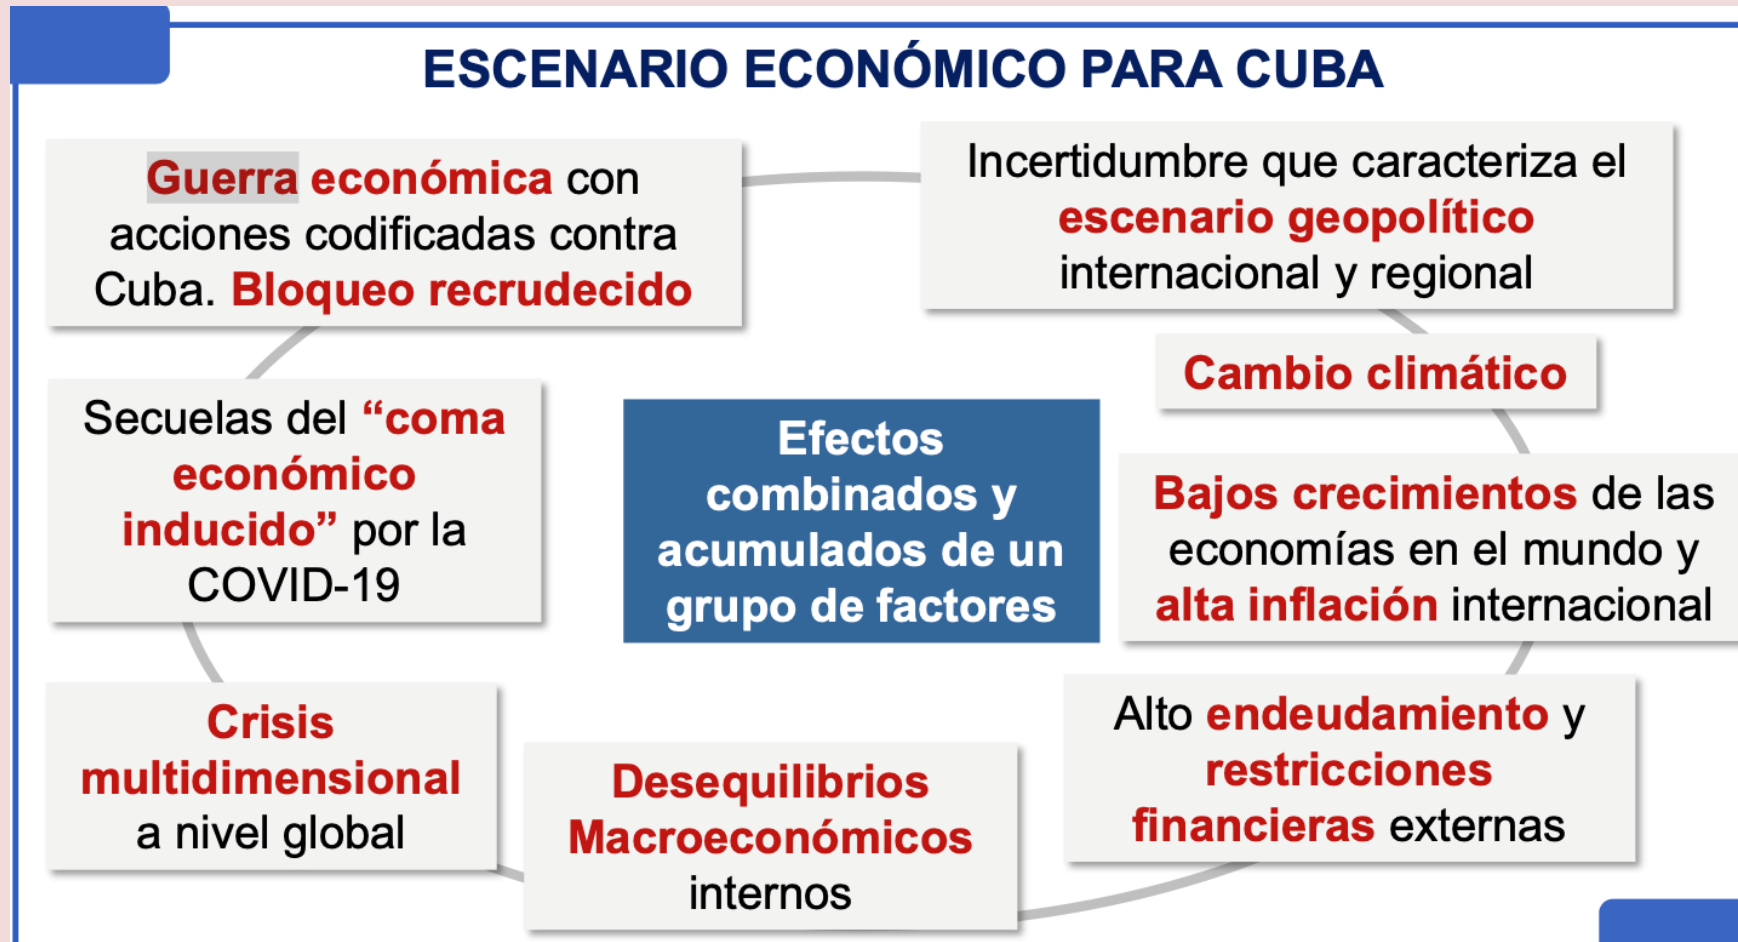 ESCENARIO ECONÓMICO PARA CUBA
Guerra económica con
acciones codificadas contra
Cuba. Bloqueo recrudecido
Incertidumbre que caracteriza el
escenario geopolítico
internacional y regional
Cambio climático
Secuelas del “coma
económico
inducido” por la
COVID-19
Efectos
combinados y
acumulados de un
grupo de factores
Bajos crecimientos de las
economías en el mundo y
alta inflación internacional
Crisis
multidimensional
a nivel global
Desequilibrios
Macroeconómicos
internos
Alto endeudamiento y
restricciones
financieras externas